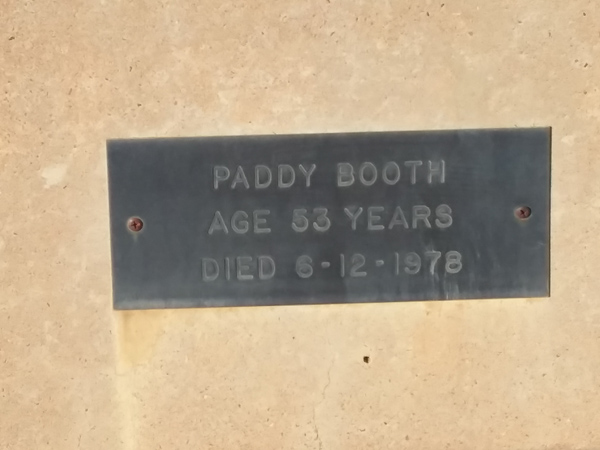 PADDY BOOTH
AGE 53 YEARS
DIED 6-12-1978